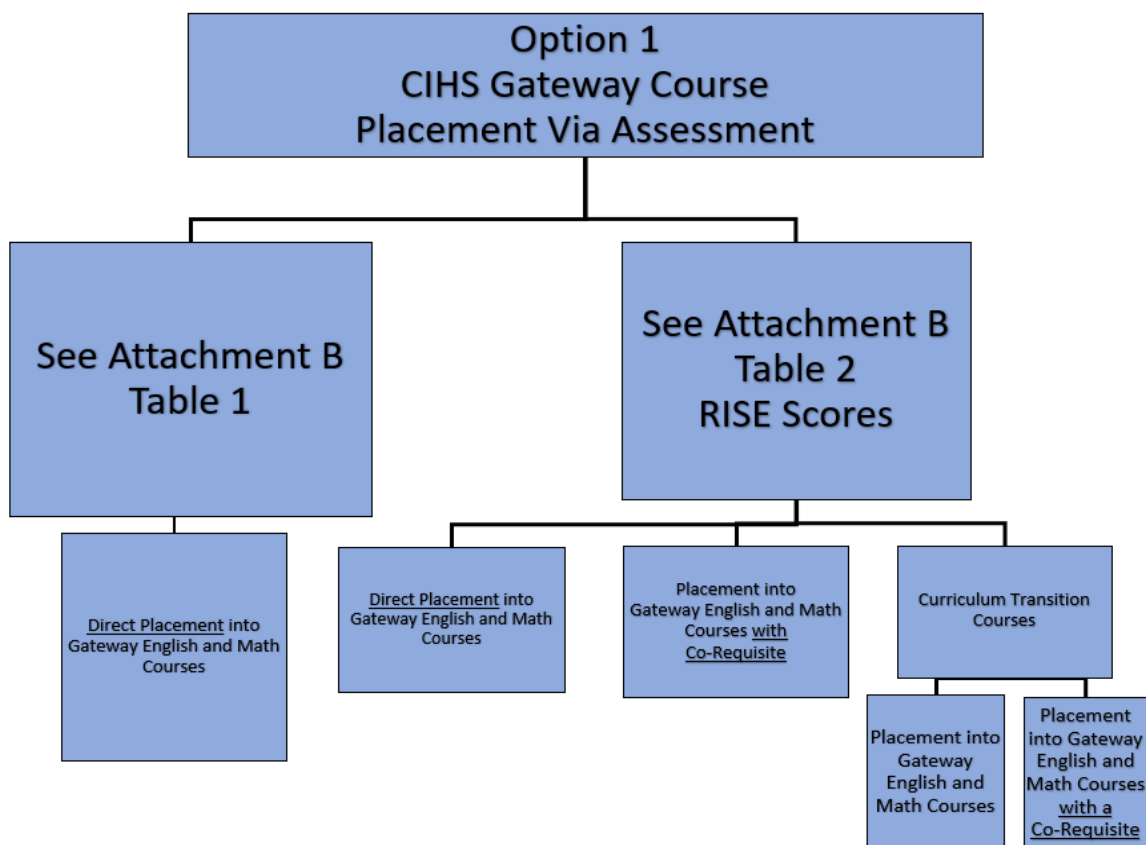 Option 1
CIHS Gateway Course
Placement Via Assessment
See Attachment B
Table 1
See Attachment B
Table 2
RISE Scores
Direct Placement into
Gateway English and Math
Courses
Direct Placement into
Gateway English and Math
Courses
Placement into
Gateway English and Math
Courses with
Co-Requisite
Curriculum Transition
Courses
Placement into
Gateway
English and
Math Courses
Placement
into Gateway
English and
Math Courses
with a
Co-Requisite